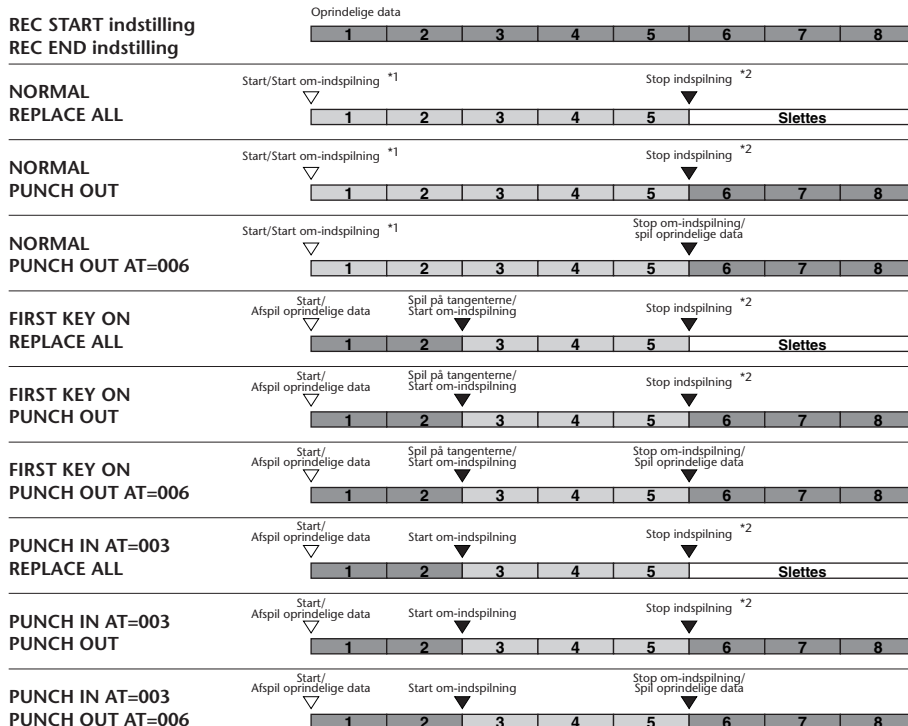 Oprindelige data
REC START indstilling
REC END indstilling
1 2 3 4 5 6 7 8
NORMAL
REPLACE ALL
Start/Start om-indspilning *1
Stop indspilning *2
1 2 3 4 5 Slettes
NORMAL
PUNCH OUT
Start/Start om-indspilning *1
Stop indspilning *2
1 2 3 4 5 6 7 8
NORMAL
PUNCH OUT AT=006
Start/Start om-indspilning *1
Stop om-indspilning/
spil oprindelige data
1 2 3 4 5 6 7 8
FIRST KEY ON
REPLACE ALL
Start/
Afspil oprindelige data
Spil på tangenterne/
Start om-indspilning
Stop indspilning *2
1 2 3 4 5 Slettes
FIRST KEY ON
PUNCH OUT
Start/
Afspil oprindelige data
Spil på tangenterne/
Start om-indspilning
Stop indspilning *2
1 2 3 4 5 6 7 8
FIRST KEY ON
PUNCH OUT AT=006
Start/
Afspil oprindelige data
Spil på tangenterne/
Start om-indspilning
Stop om-indspilning/
Spil oprindelige data
1 2 3 4 5 6 7 8
PUNCH IN AT=003
REPLACE ALL
Start/
Afspil oprindelige data
Start om-indspilning
Stop indspilning *2
1 2 3 4 5 Slettes
PUNCH IN AT=003
PUNCH OUT
Start/
Afspil oprindelige data
Start om-indspilning
Stop indspilning *2
1 2 3 4 5 6 7 8
PUNCH IN AT=003
PUNCH OUT AT=006
Start/
Afspil oprindelige data
Start om-indspilning
Stop om-indspilning/
Spil oprindelige data
1 2 3 4 5 6 7 8